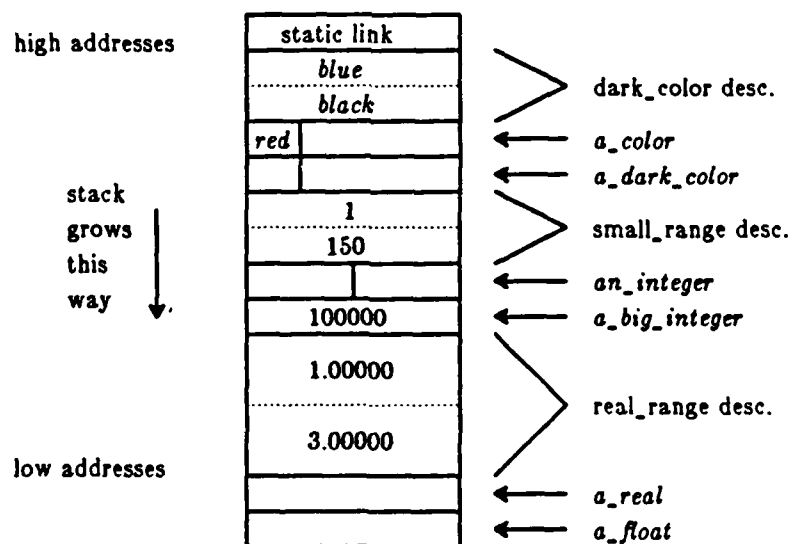 static link
high addresses
blue
dark_color desc.
black
red
a_color
a_dark_color
stack
1
grows
small_range desc.
this
150
way
an_integer
100000
a_big_integer
1.00000
real_range desc.
3.00000
low addresses
a_real
a_float